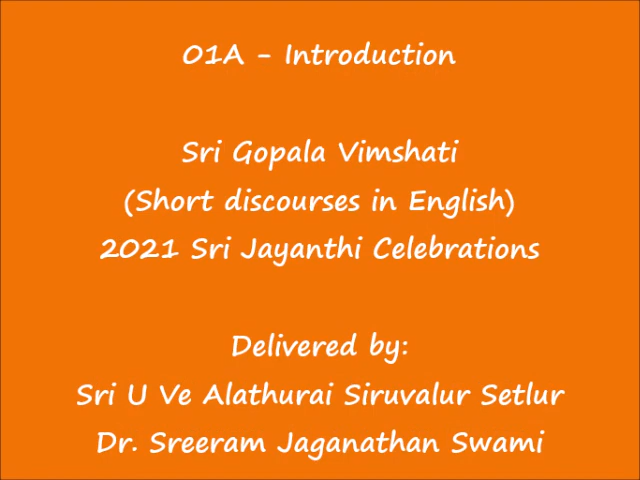 01A - Introduction
Sri Gopala Vimshati
(Short discourses in English)
2021 Sri Jayanthi Celebrations
Delivered by:
Sri U Ve Alathurai Siruvalur Setlur
Dr. Sreeram Jaganathan Swami